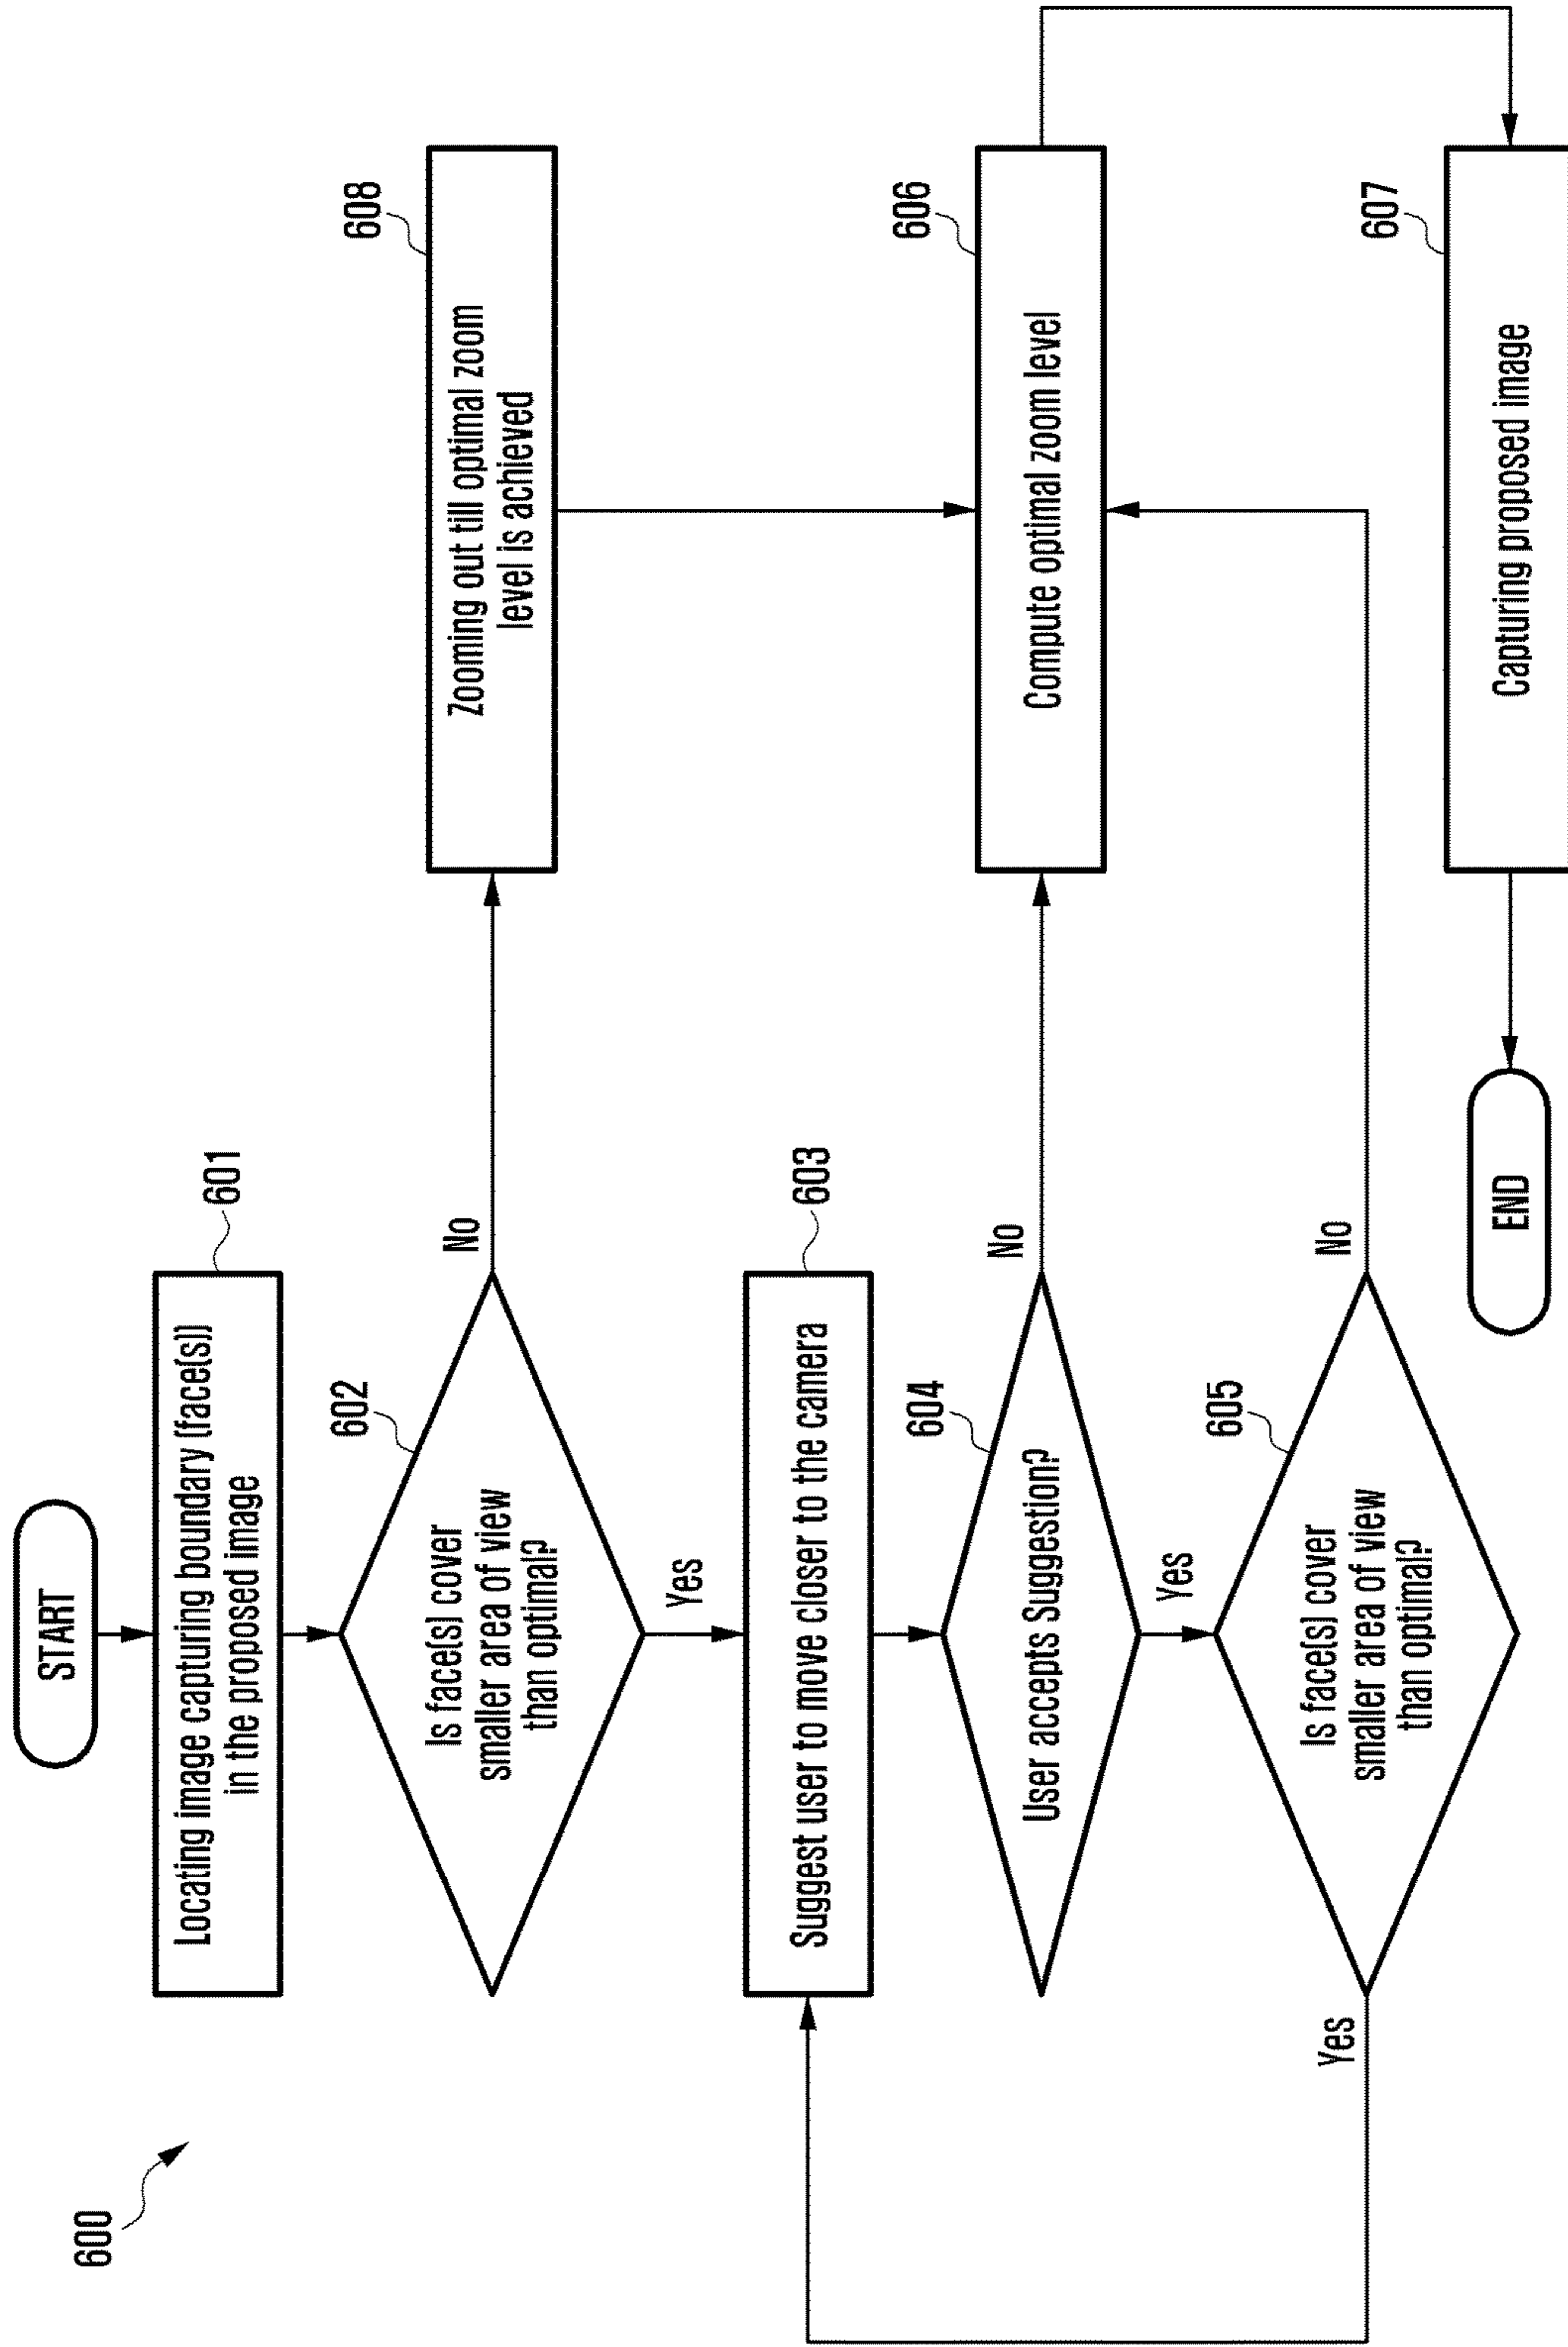 600
START
Locating image capturing boundary (face(s))
in the proposed image
601
Is face(s) cover
smaller area of view
than optimal?
602
No
Yes
Zooming out till optimal zoom
level is achieved
608
Suggest user to move closer to the camera
603
User accepts Suggestion?
604
No
Yes
Compute optimal zoom level
606
Is face(s) cover
smaller area of view
than optimal?
605
Yes
No
Capturing proposed image
607
END